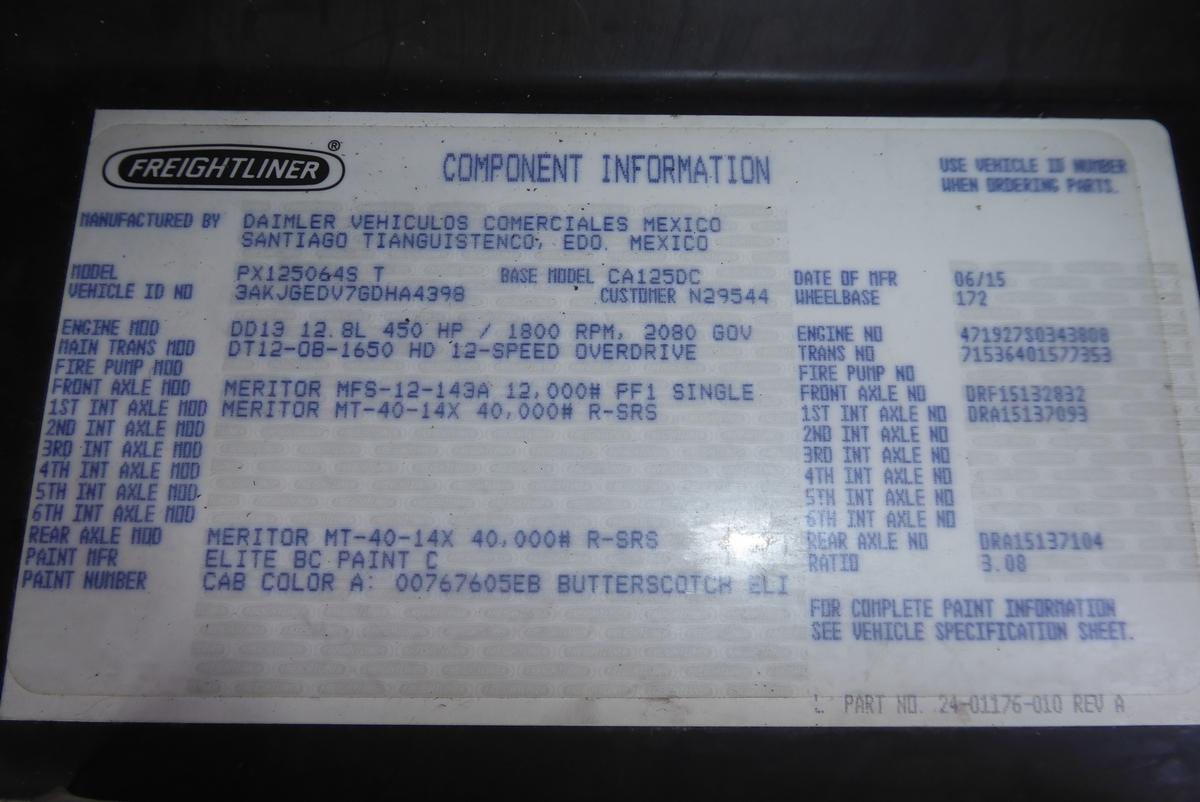 FREIGHTLINER®
COMPONENT INFORMATION
USE VEHICLE ID NUMBER
WHEN ORDERING PARTS.
MANUFACTURED BY DAIMLER VEHICULOS COMERCIALES MEXICO
SANTIAGO TIANGUISTENCO, EDO. MEXICO
MODEL PX125064S T BASE MODEL CA125DC DATE OF MFR 06/15
VEHICLE ID NO 3AKJGEDV7GDHA4398 CUSTOMER N29544 WHEELBASE 172
ENGINE MOD DD13 12.8L 450 HP / 1800 RPM, 2080 GOV ENGINE NO 471927S0343808
MAIN TRANS MOD DT12-OB-1650 HD 12-SPEED OVERDRIVE TRANS NO 71536401577353
FIRE PUMP MOD FIRE PUMP NO
FRONT AXLE MOD MERITOR MFS-12-143A 12,000# FF1 SINGLE FRONT AXLE NO DRF15132832
1ST INT AXLE MOD MERITOR MT-40-14X 40,000# R-SRS 1ST INT AXLE NO DRA15137093
2ND INT AXLE MOD 2ND INT AXLE NO
3RD INT AXLE MOD 3RD INT AXLE NO
4TH INT AXLE MOD 4TH INT AXLE NO
5TH INT AXLE MOD 5TH INT AXLE NO
6TH INT AXLE MOD 6TH INT AXLE NO
REAR AXLE MOD MERITOR MT-40-14X 40,000# R-SRS REAR AXLE NO DRA15137104
PAINT MFR ELITE BC PAINT C RATIO 3.08
PAINT NUMBER CAB COLOR A: 00767605EB BUTTERSCOTCH ELI
FOR COMPLETE PAINT INFORMATION
SEE VEHICLE SPECIFICATION SHEET.
PART NO. 24-01176-010 REV A